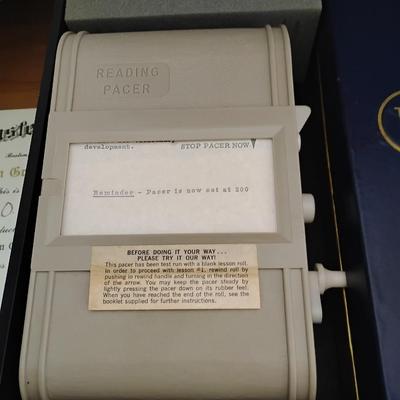 READING
PACER
development. STOP PACER NOW
Reminder - Pacer is now set at 200
BEFORE DOING IT YOUR WAY...
PLEASE TRY IT OUR WAY!
This pacer has been test run with a blank lesson roll.
In order to proceed with lesson #1, rewind roll by
pushing in rewind handle and turning in the direction
of the arrow. You may keep the pacer steady by
lightly pressing the pacer down on its rubber feet.
When you have reached the end of the roll, see the
booklet supplied for further instructions.